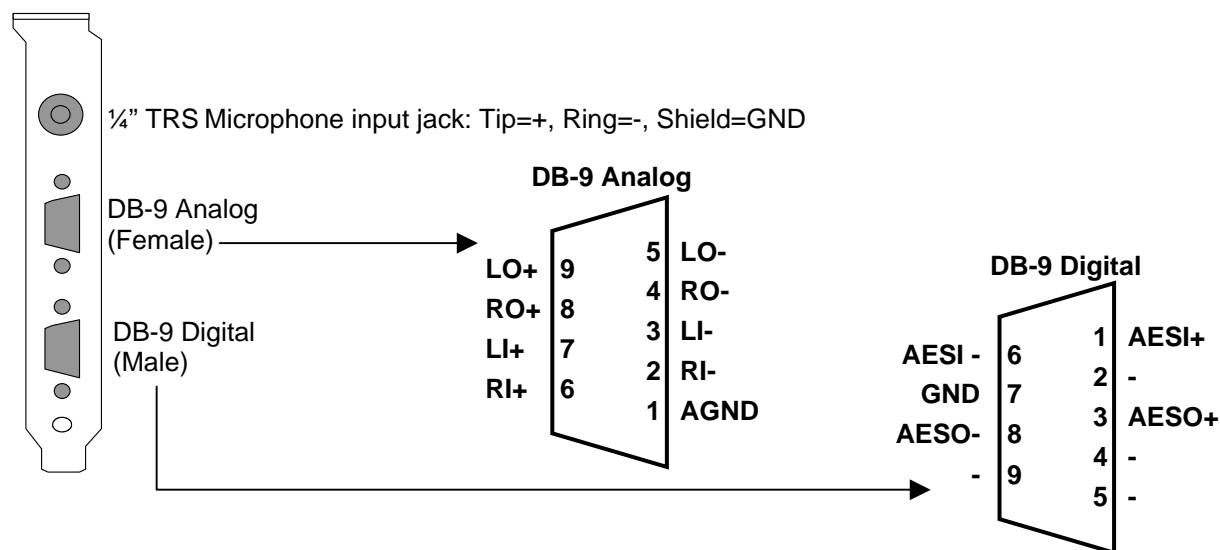 ¼” TRS Microphone input jack: Tip=+, Ring=-, Shield=GND
DB-9 Analog
(Female)
DB-9 Digital
(Male)
DB-9 Analog
LO+ 9
RO+ 8
LI+ 7
RI+ 6
5 LO-
4 RO-
3 LI-
2 RI-
1 AGND
DB-9 Digital
AESI - 6
GND 7
AESO- 8
- 9
1 AESI+
2 -
3 AESO+
4 -
5 -